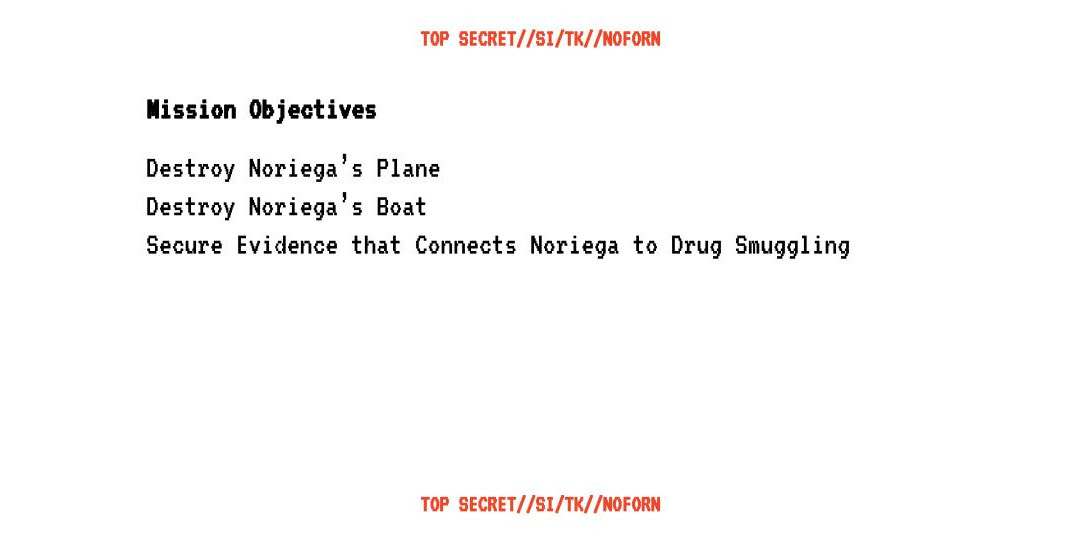 TOP SECRET//SI/TK//NOFORN
Mission Objectives
Destroy Noriega's Plane
Destroy Noriega's Boat
Secure Evidence that Connects Noriega to Drug Smuggling
TOP SECRET//SI/TK//NOFORN